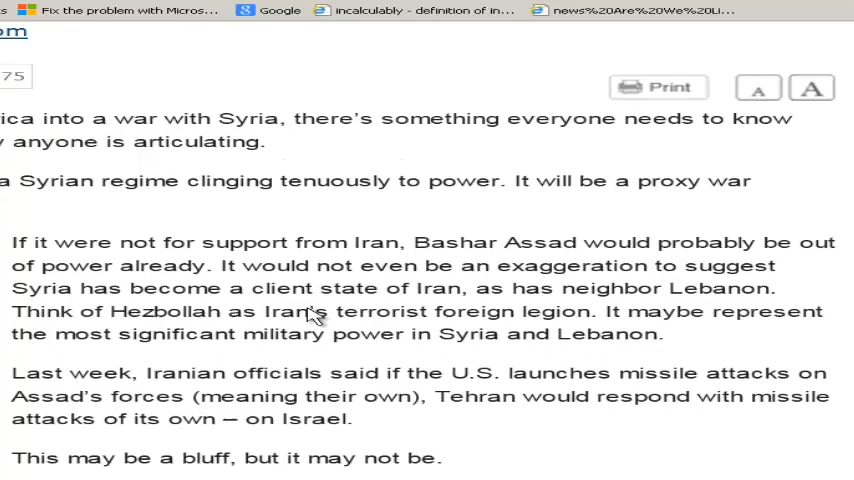 Fix the problem with Micros... Google incalculably - definition of in... news%20Are%20We%20Li...
om
75
Print A A
rica into a war with Syria, there's something everyone needs to know
y anyone is articulating.
a Syrian regime clinging tenuously to power. It will be a proxy war
If it were not for support from Iran, Bashar Assad would probably be out
of power already. It would not even be an exaggeration to suggest
Syria has become a client state of Iran, as has neighbor Lebanon.
Think of Hezbollah as Iran's terrorist foreign legion. It maybe represent
the most significant military power in Syria and Lebanon.
Last week, Iranian officials said if the U.S. launches missile attacks on
Assad's forces (meaning their own), Tehran would respond with missile
attacks of its own – on Israel.
This may be a bluff, but it may not be.